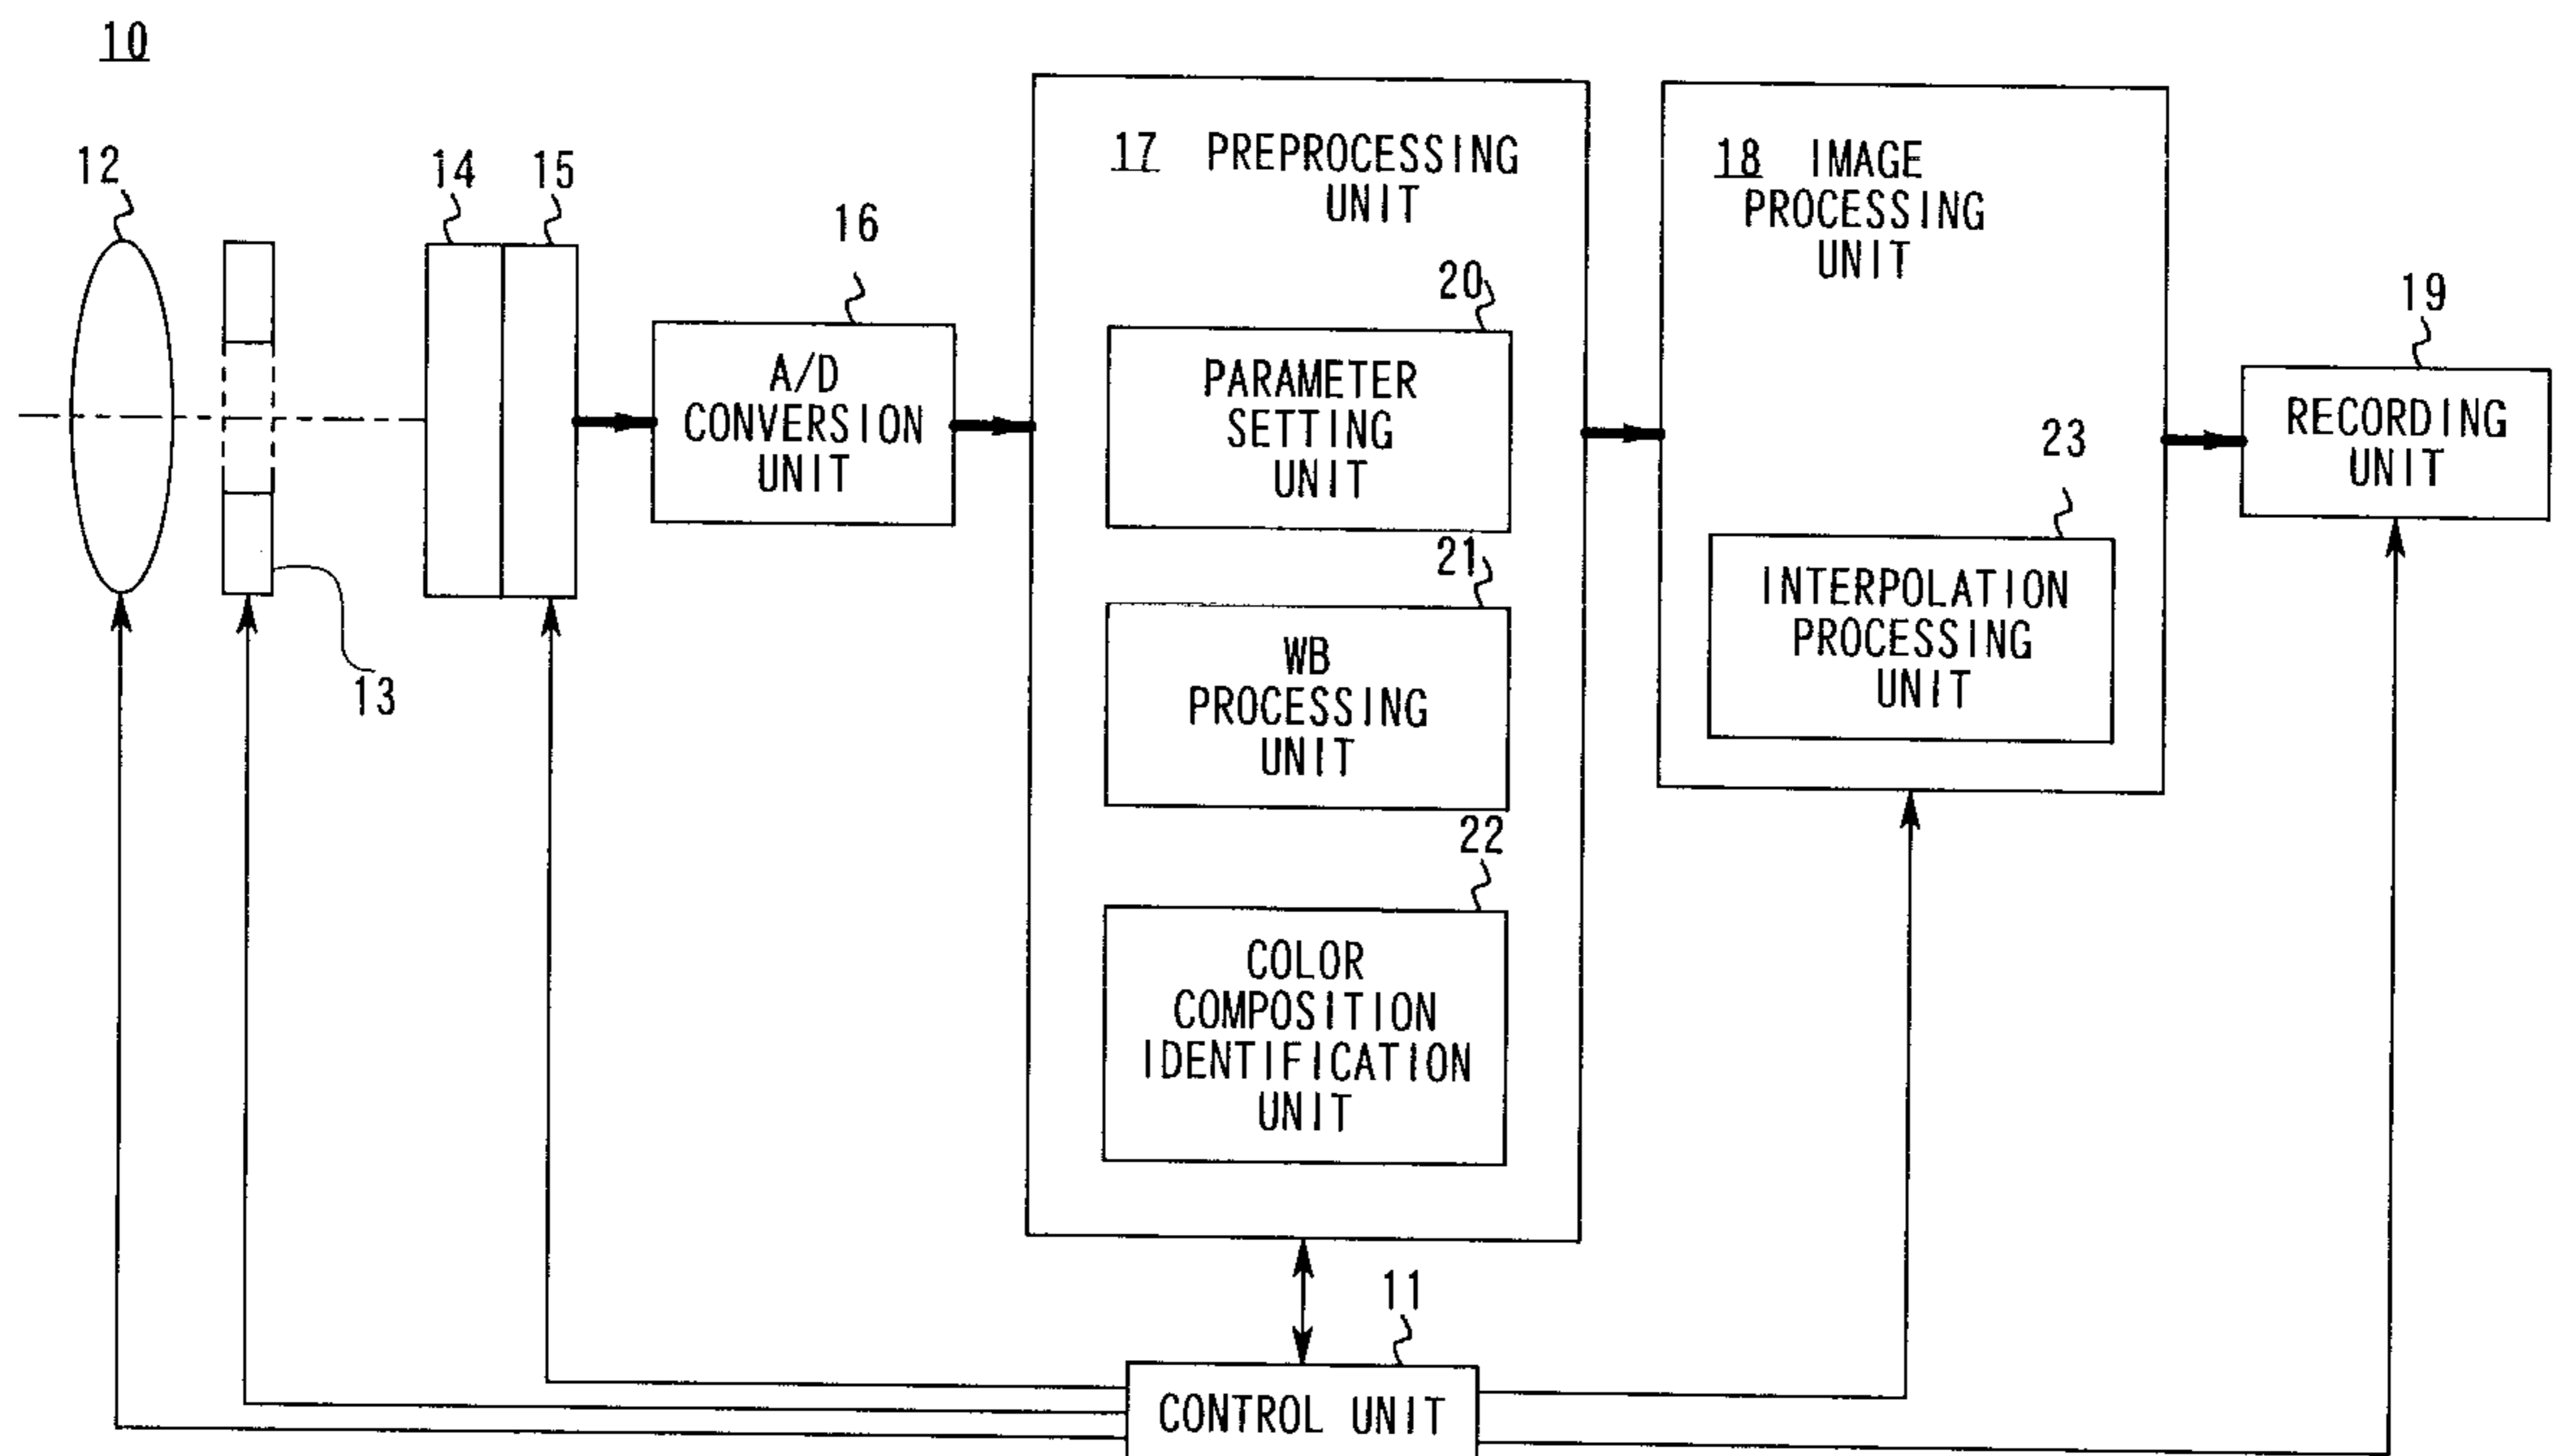 10
12
14
15
16
A/D
CONVERSION
UNIT
13
17 PREPROCESSING
UNIT
20
PARAMETER
SETTING
UNIT
21
WB
PROCESSING
UNIT
22
COLOR
COMPOSITION
IDENTIFICATION
UNIT
18 IMAGE
PROCESSING
UNIT
23
INTERPOLATION
PROCESSING
UNIT
19
RECORDING
UNIT
11
CONTROL UNIT